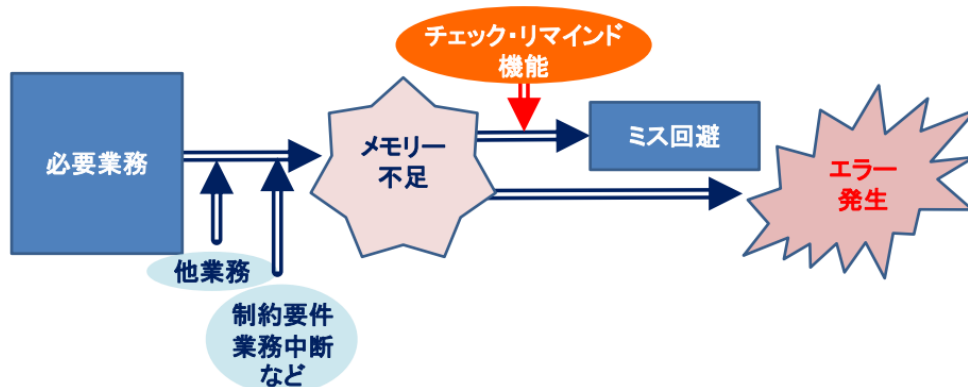 チェック・リマインド
機能
必要業務
メモリー
不足
ミス回避
エラー
発生
他業務
制約要件
業務中断
など